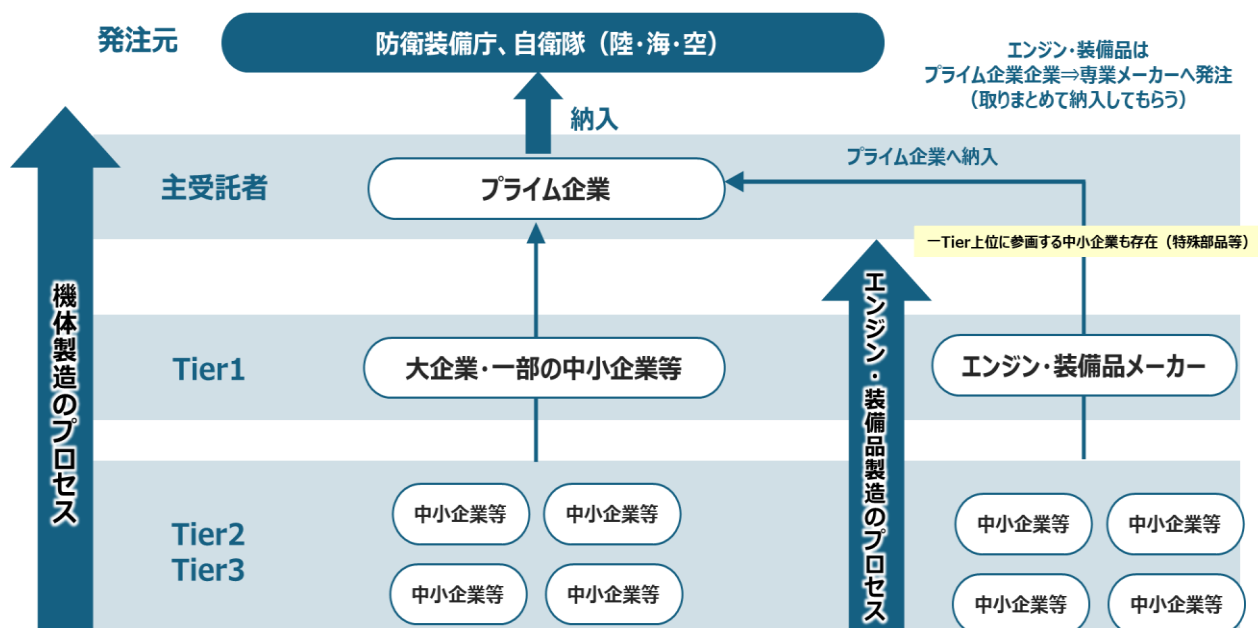 発注元
防衛装備庁、自衛隊（陸・海・空）
エンジン・装備品は
プライム企業企業⇒専業メーカーへ発注
（取りまとめて納入してもらう）
納入
主受託者
プライム企業
プライム企業へ納入
一Tier上位に参画する中小企業も存在（特殊部品等）
機体製造のプロセス
エンジン・装備品製造のプロセス
Tier1
大企業・一部の中小企業等
エンジン・装備品メーカー
Tier2
Tier3
中小企業等
中小企業等
中小企業等
中小企業等
中小企業等
中小企業等
中小企業等
中小企業等